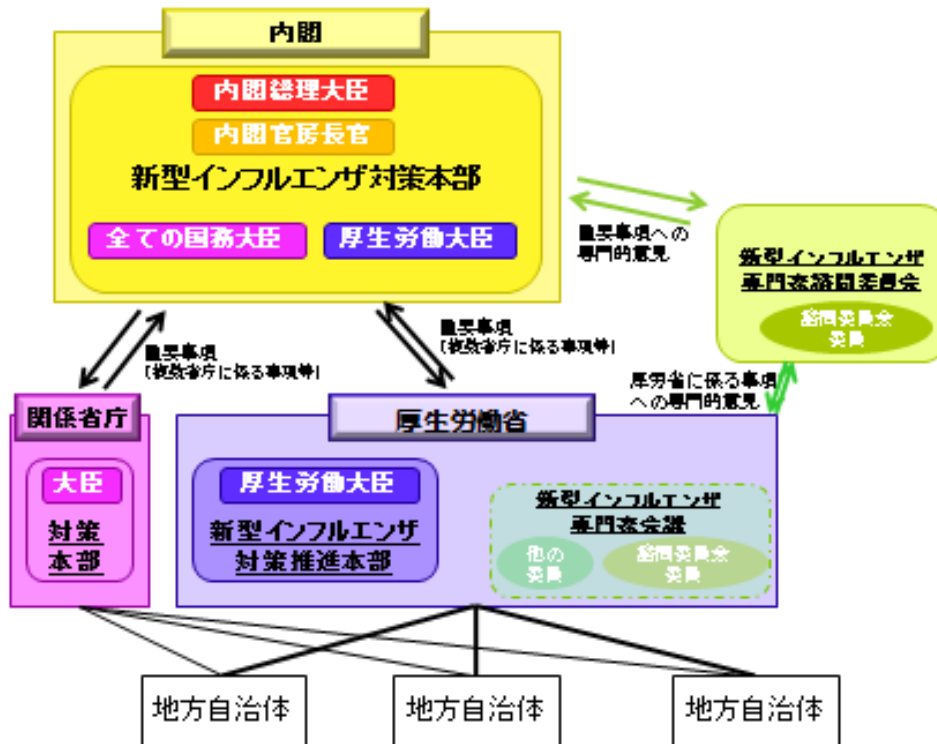 内閣
内閣総理大臣
内閣官房長官
新型インフルエンザ対策本部
全ての国務大臣
厚生労働大臣
重要事項への
専門的意見
新型インフルエンザ
専門家諮問委員会
諮問委員会
委員
重要事項
(複数省庁に係る事項等)
重要事項
(複数省庁に係る事項等)
厚労省に係る事項
への専門的意見
関係省庁
大臣
対策
本部
厚生労働省
厚生労働大臣
新型インフルエンザ
対策推進本部
新型インフルエンザ
専門家会議
他の
委員
諮問委員会
委員
地方自治体
地方自治体
地方自治体